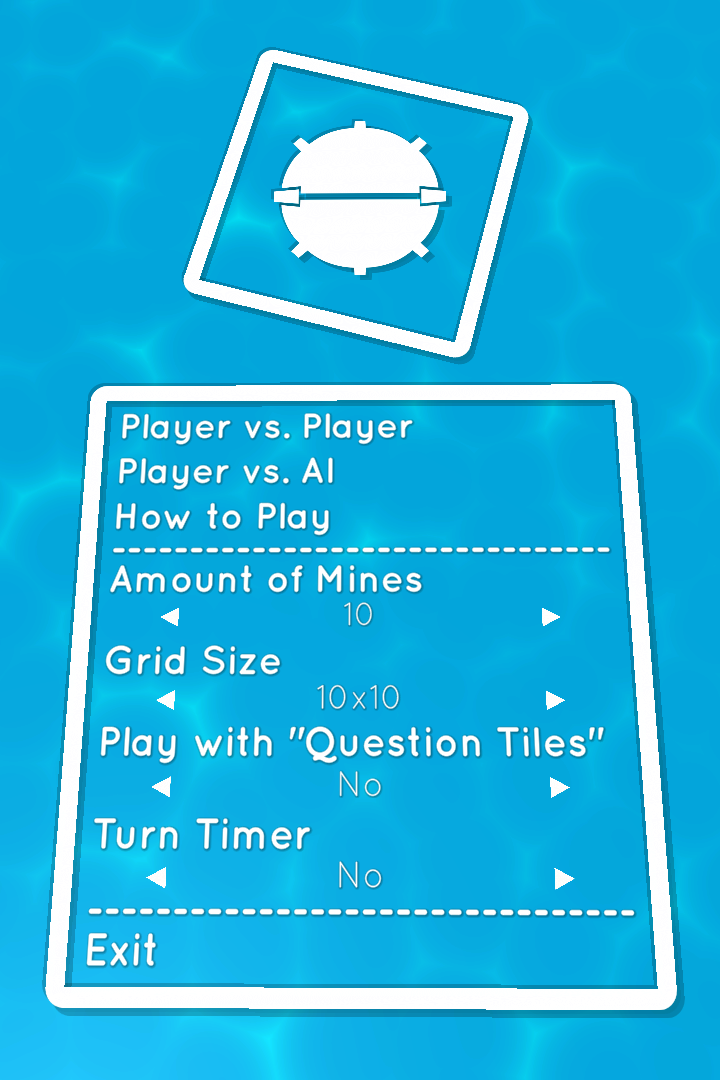 Player vs. Player
Player vs. AI
How to Play
Amount of Mines
10
Grid Size
10x10
Play with "Question Tiles"
No
Turn Timer
No
Exit